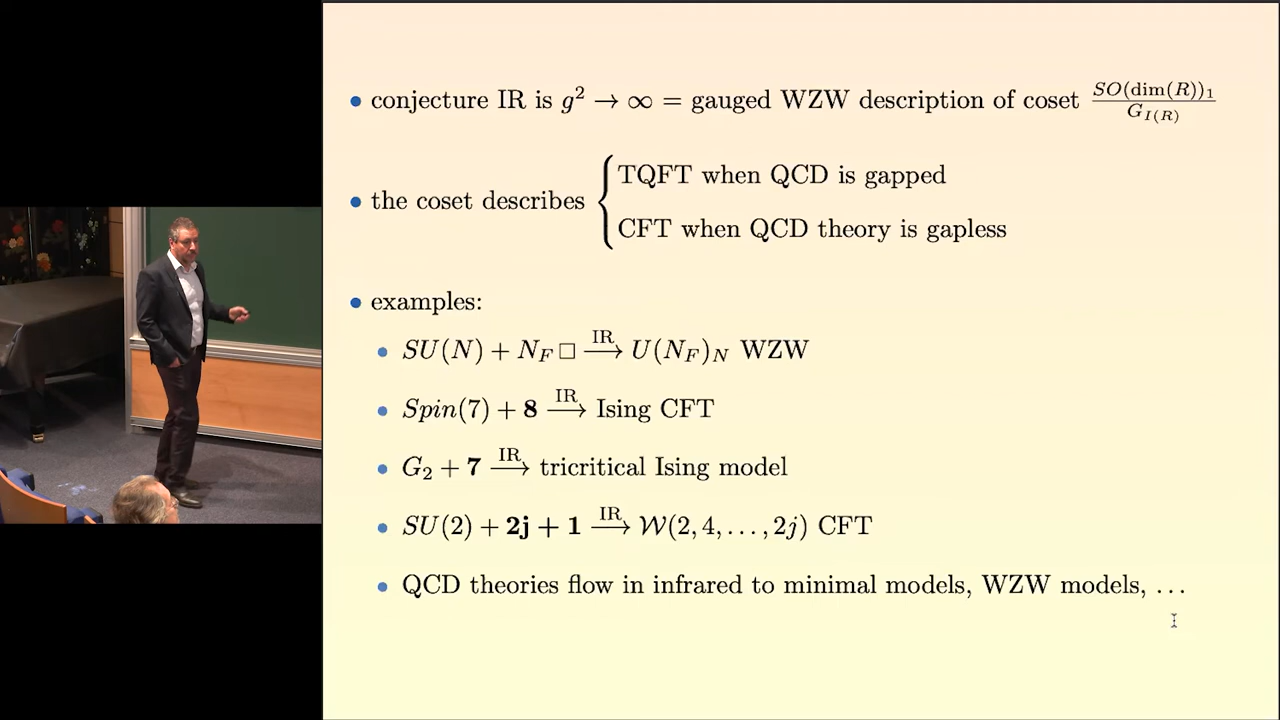 • conjecture IR is g² → ∞ = gauged WZW description of coset SO(dim(R))₁ / G_I(R)
• the coset describes { TQFT when QCD is gapped
CFT when QCD theory is gapless
• examples:
• SU(N) + N_F □ →^IR U(N_F)_N WZW
• Spin(7) + 8 →^IR Ising CFT
• G₂ + 7 →^IR tricritical Ising model
• SU(2) + 2j + 1 →^IR 𝒲(2, 4, . . . , 2j) CFT
• QCD theories flow in infrared to minimal models, WZW models, . . .